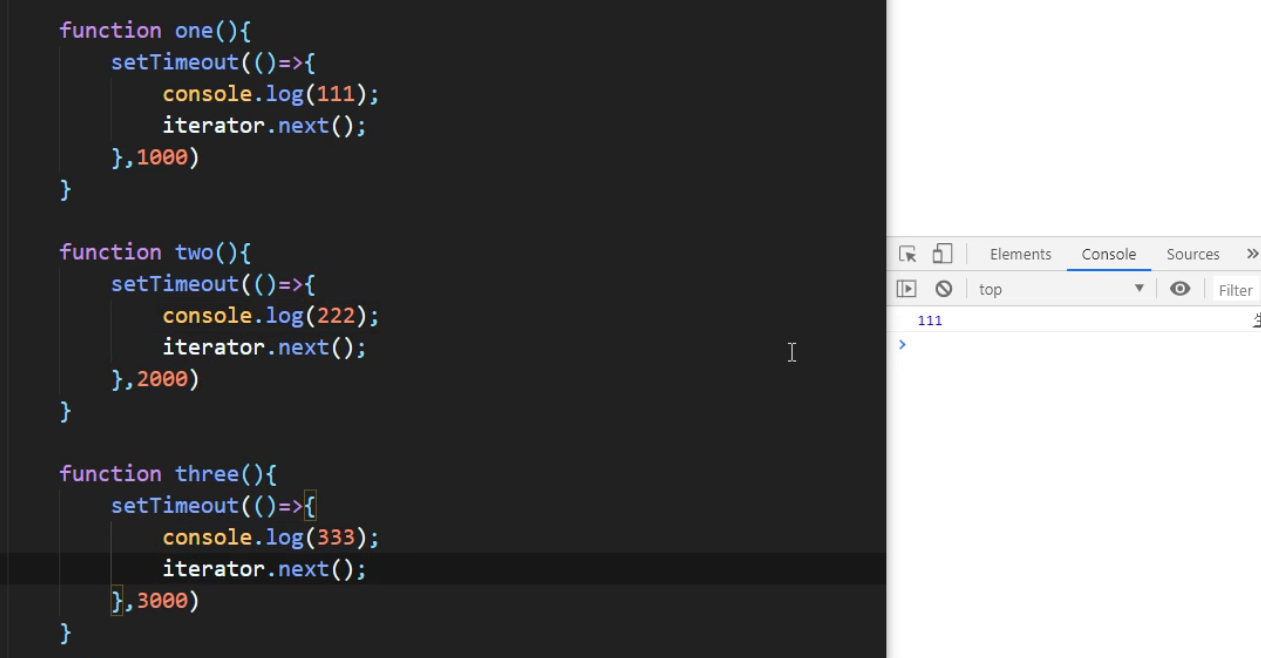 function one(){
setTimeout(()=>{
console.log(111);
iterator.next();
},1000)
}
function two(){
setTimeout(()=>{
console.log(222);
iterator.next();
},2000)
}
function three(){
setTimeout(()=>{
console.log(333);
iterator.next();
},3000)
}
Elements Console Sources »
top Filter
111